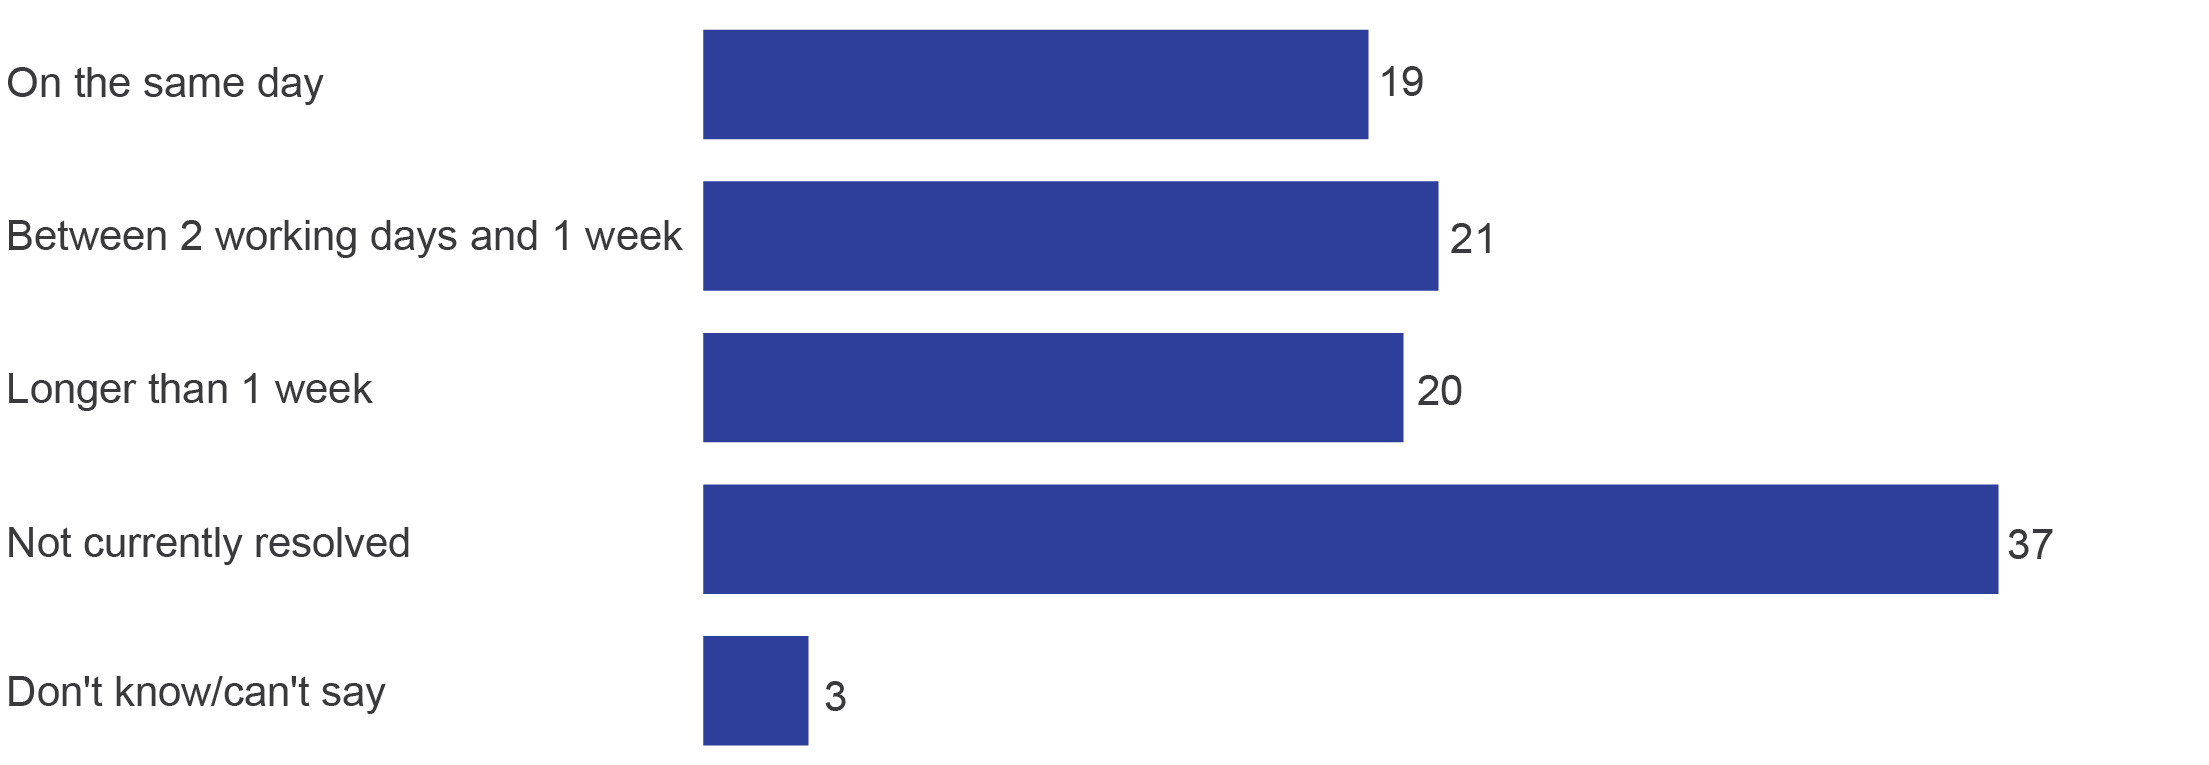 On the same day 19
Between 2 working days and 1 week 21
Longer than 1 week 20
Not currently resolved 37
Don't know/can't say 3